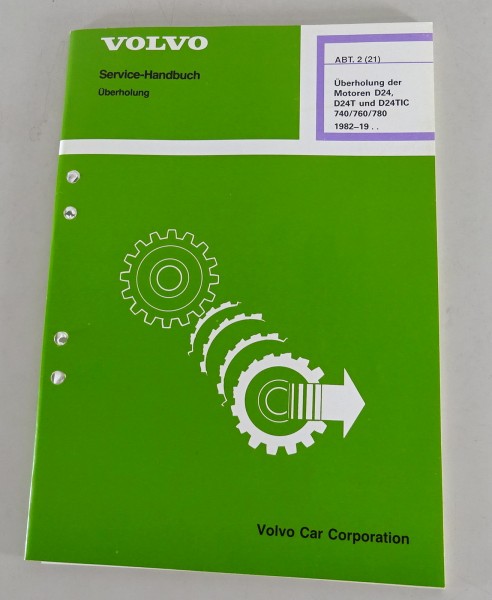 VOLVO
Service-Handbuch
Überholung
ABT. 2 (21)
Überholung der
Motoren D24,
D24T und D24TIC
740/760/780
1982–19 . .
Volvo Car Corporation